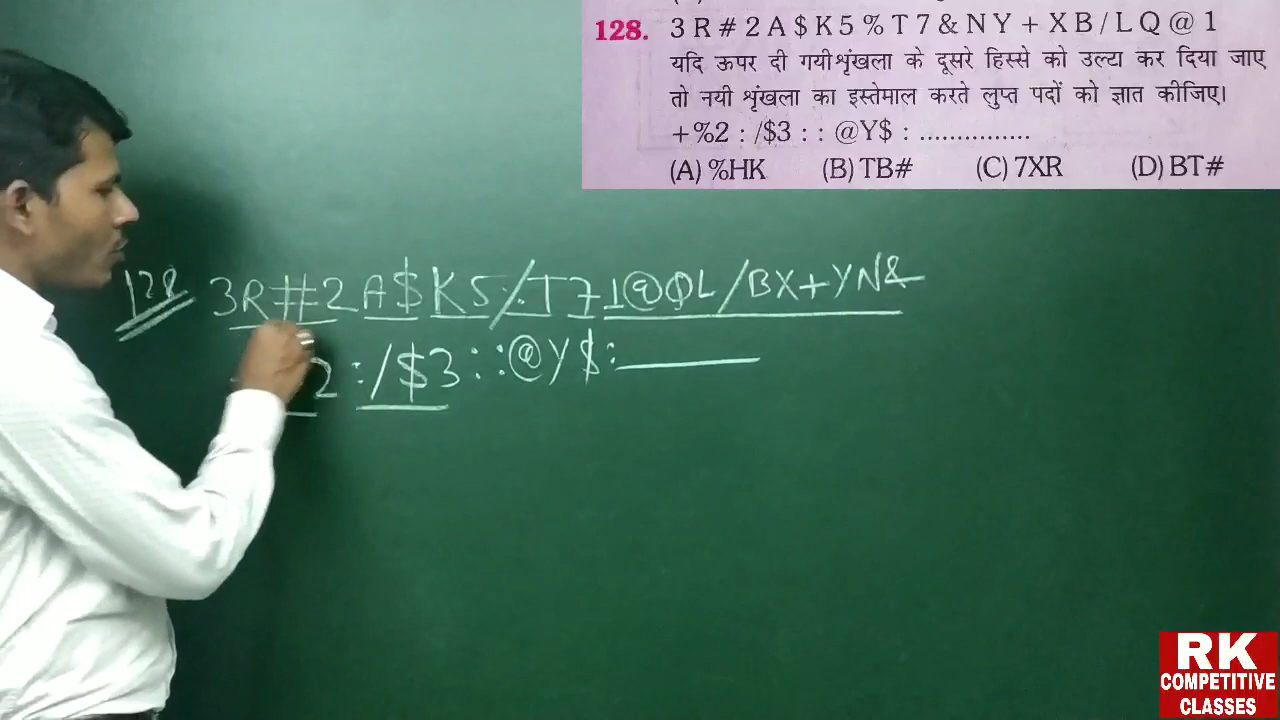 128. 3 R # 2 A $ K 5 % T 7 & N Y + X B / L Q @ 1
यदि ऊपर दी गयी शृंखला के दूसरे हिस्से को उल्टा कर दिया जाए
तो नयी शृंखला का इस्तेमाल करते लुप्त पदों को ज्ञात कीजिए।
+%2 : /$3 : : @Y$ : ...............
(A) %HK (B) TB# (C) 7XR (D) BT#
128 3R#2A$K5%T71@QL/BX+YN&
2 : /$3 : : @Y$ :
RK
COMPETITIVE
CLASSES